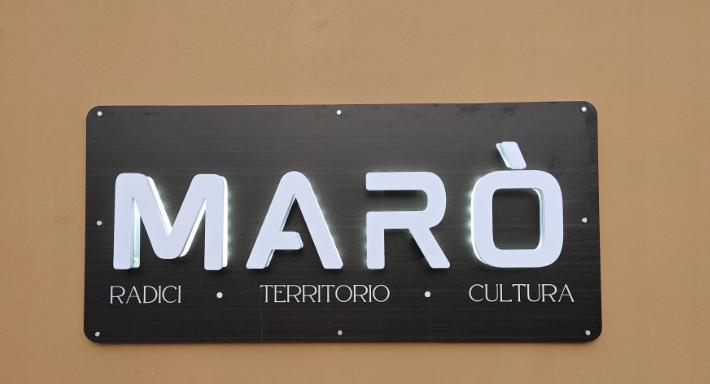 MARÒ
RADICI • TERRITORIO • CULTURA